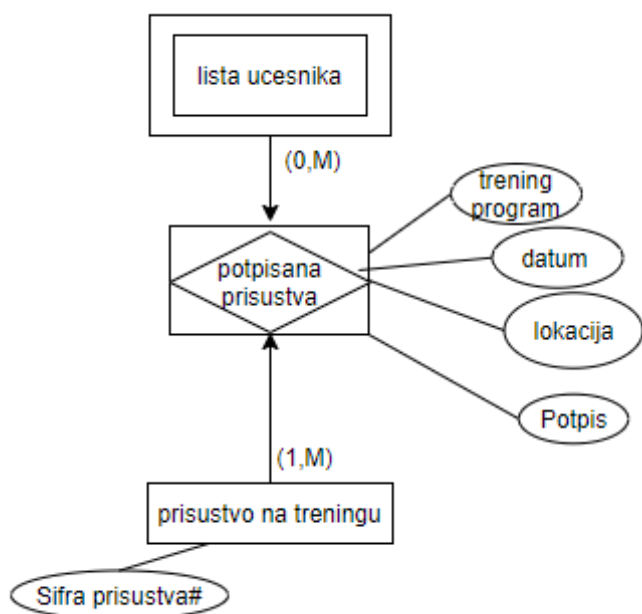 lista ucesnika
(0,M)
trening
program
potpisana
prisustva
datum
lokacija
Potpis
(1,M)
prisustvo na treningu
Sifra prisustva#